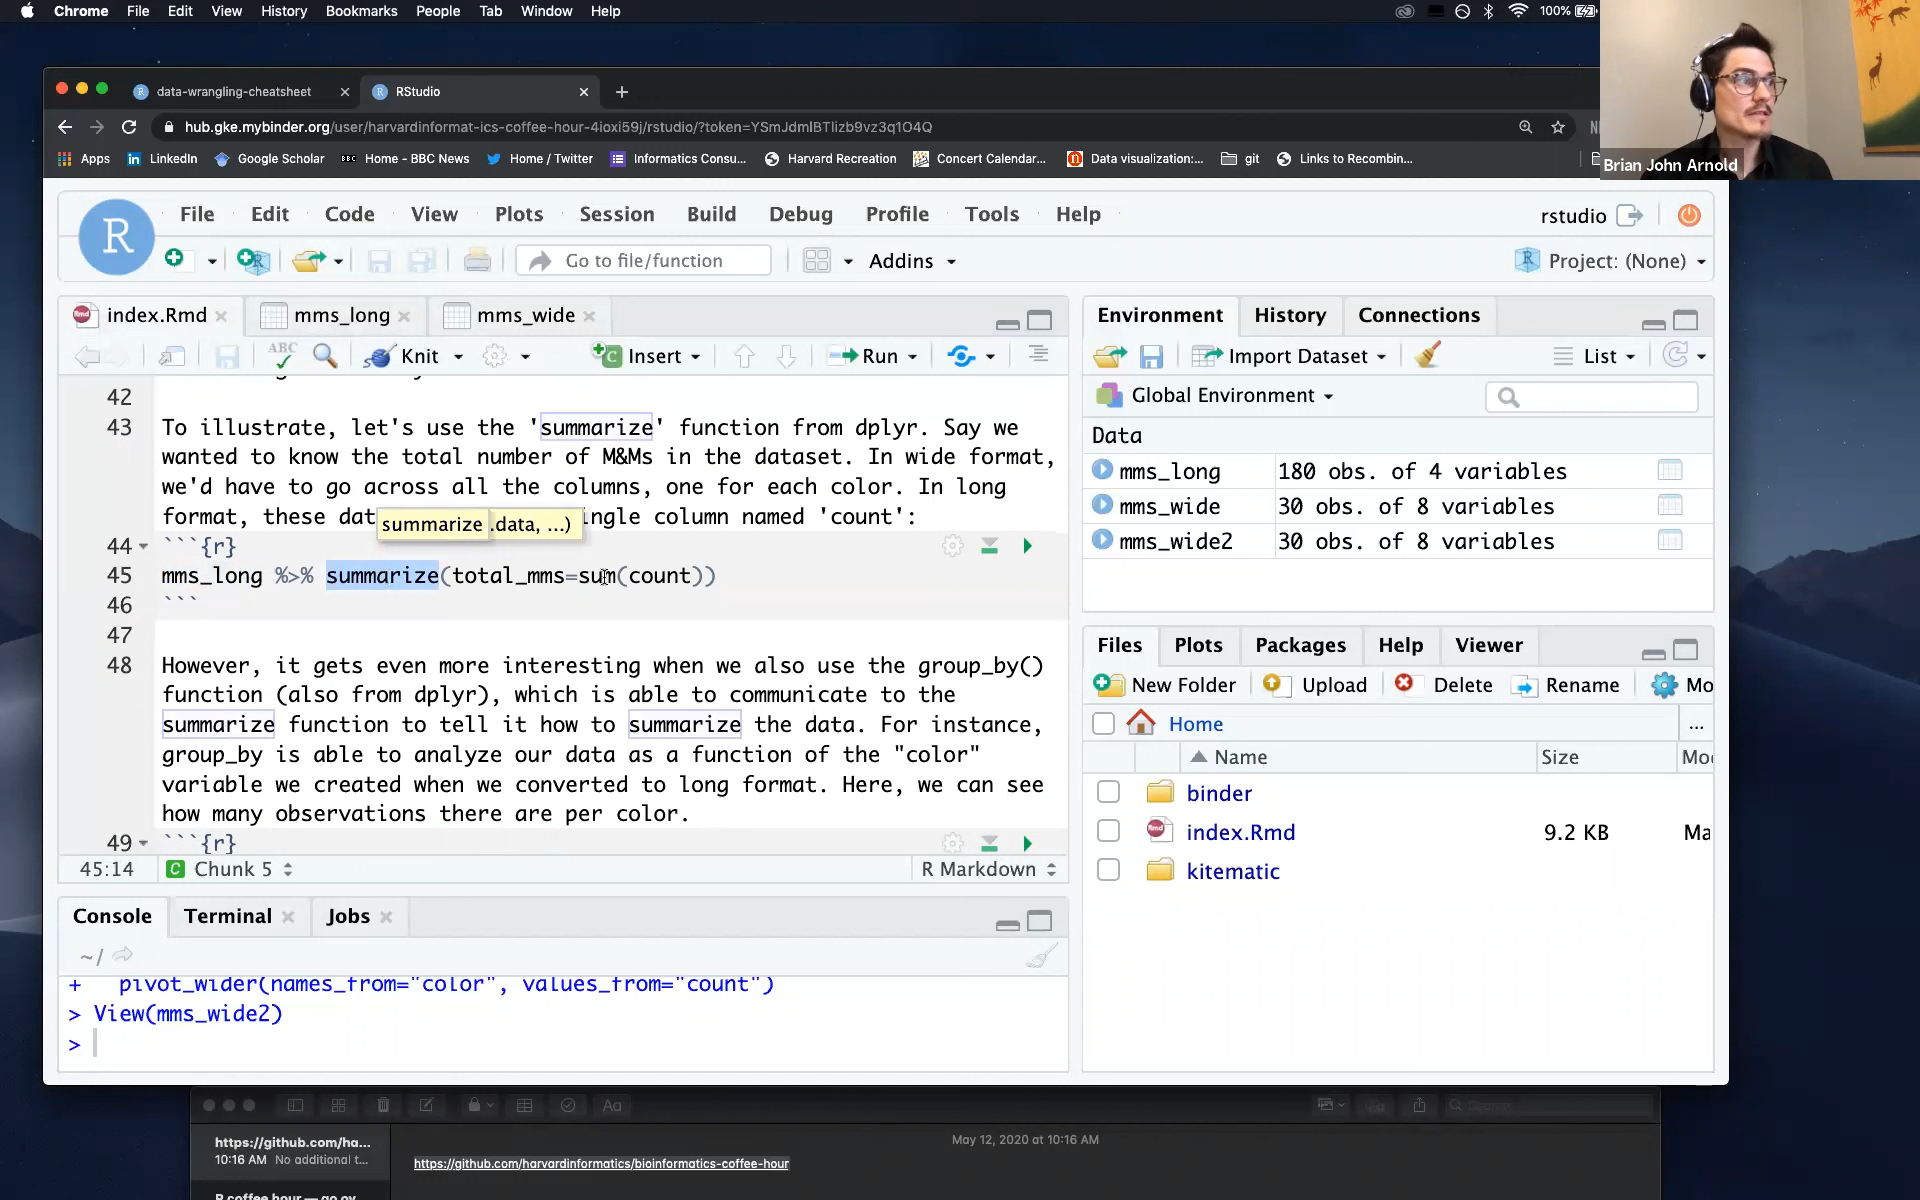 Chrome File Edit View History Bookmarks People Tab Window Help 100%
data-wrangling-cheatsheet RStudio
hub.gke.mybinder.org/user/harvardinformat-ics-coffee-hour-4ioxi59j/rstudio/?token=YSmJdmlBTlizb9vz3q1O4Q
Apps LinkedIn Google Scholar BBC Home - BBC News Home / Twitter Informatics Consu... Harvard Recreation Concert Calendar... Data visualization:... git Links to Recombin...
Brian John Arnold
R File Edit Code View Plots Session Build Debug Profile Tools Help rstudio
Go to file/function Addins Project: (None)
index.Rmd mms_long mms_wide
ABC Knit Insert Run
42
43 To illustrate, let's use the 'summarize' function from dplyr. Say we
wanted to know the total number of M&Ms in the dataset. In wide format,
we'd have to go across all the columns, one for each color. In long
format, these dat ingle column named 'count':
summarize(.data, ...)
44 ```{r}
45 mms_long %>% summarize(total_mms=sum(count))
46 ```
47
48 However, it gets even more interesting when we also use the group_by()
function (also from dplyr), which is able to communicate to the
summarize function to tell it how to summarize the data. For instance,
group_by is able to analyze our data as a function of the "color"
variable we created when we converted to long format. Here, we can see
how many observations there are per color.
49 ```{r}
45:14 Chunk 5 R Markdown
Console Terminal Jobs
~/
+ pivot_wider(names_from="color", values_from="count")
> View(mms_wide2)
>
Environment History Connections
Import Dataset List
Global Environment
Data
mms_long 180 obs. of 4 variables
mms_wide 30 obs. of 8 variables
mms_wide2 30 obs. of 8 variables
Files Plots Packages Help Viewer
New Folder Upload Delete Rename Mo
Home ...
Name Size Mo
binder
index.Rmd 9.2 KB Ma
kitematic
Aa Search
https://github.com/ha...
10:16 AM No additional t...
R coffee hour — go ov
May 12, 2020 at 10:16 AM
https://github.com/harvardinformatics/bioinformatics-coffee-hour